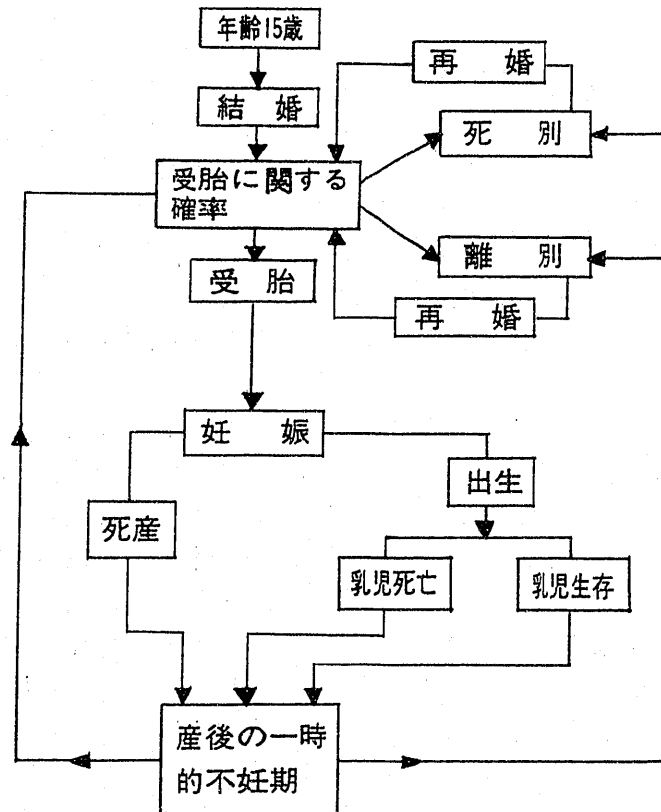 年齢15歳
再婚
結婚
死別
受胎に関する
確率
離別
受胎
再婚
妊娠
出生
死産
乳児死亡
乳児生存
産後の一時
的不妊期